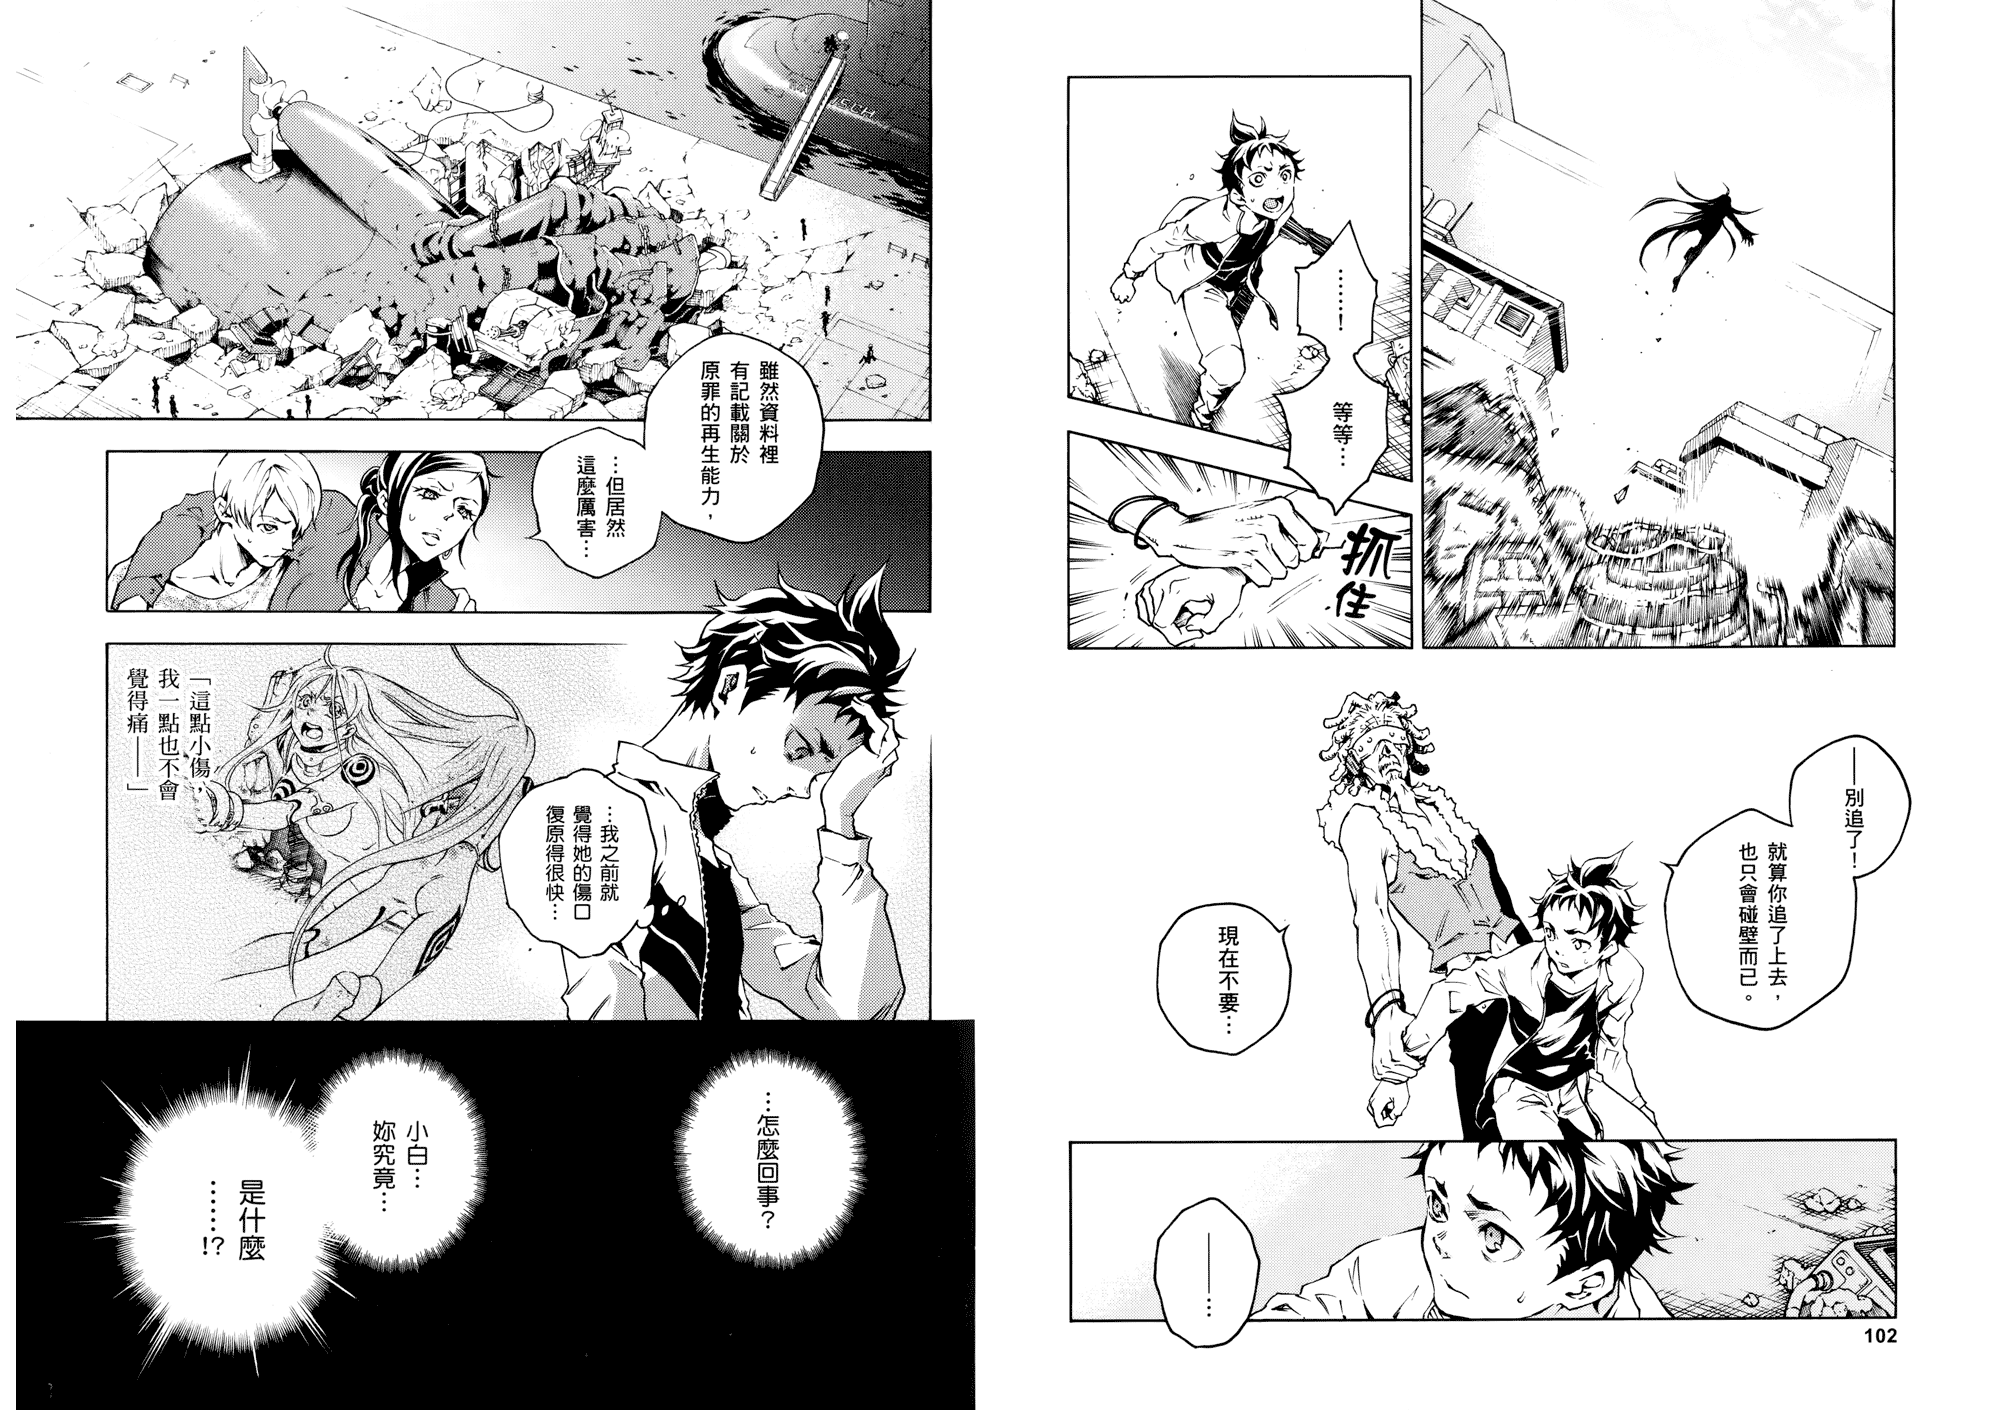 ……！
等等…
抓住
——別追了！
就算你追了上去，
也只會碰壁而已。
現在不要…
——…
102
雖然資料裡
有記載關於
原罪的再生能力，
…但居然
這麼厲害…
…我之前就
覺得她的傷口
復原得很快…
「這點小傷，
我一點也不會
覺得痛——」
…怎麼回事？
小白…
妳究竟…
是什麼
……!?